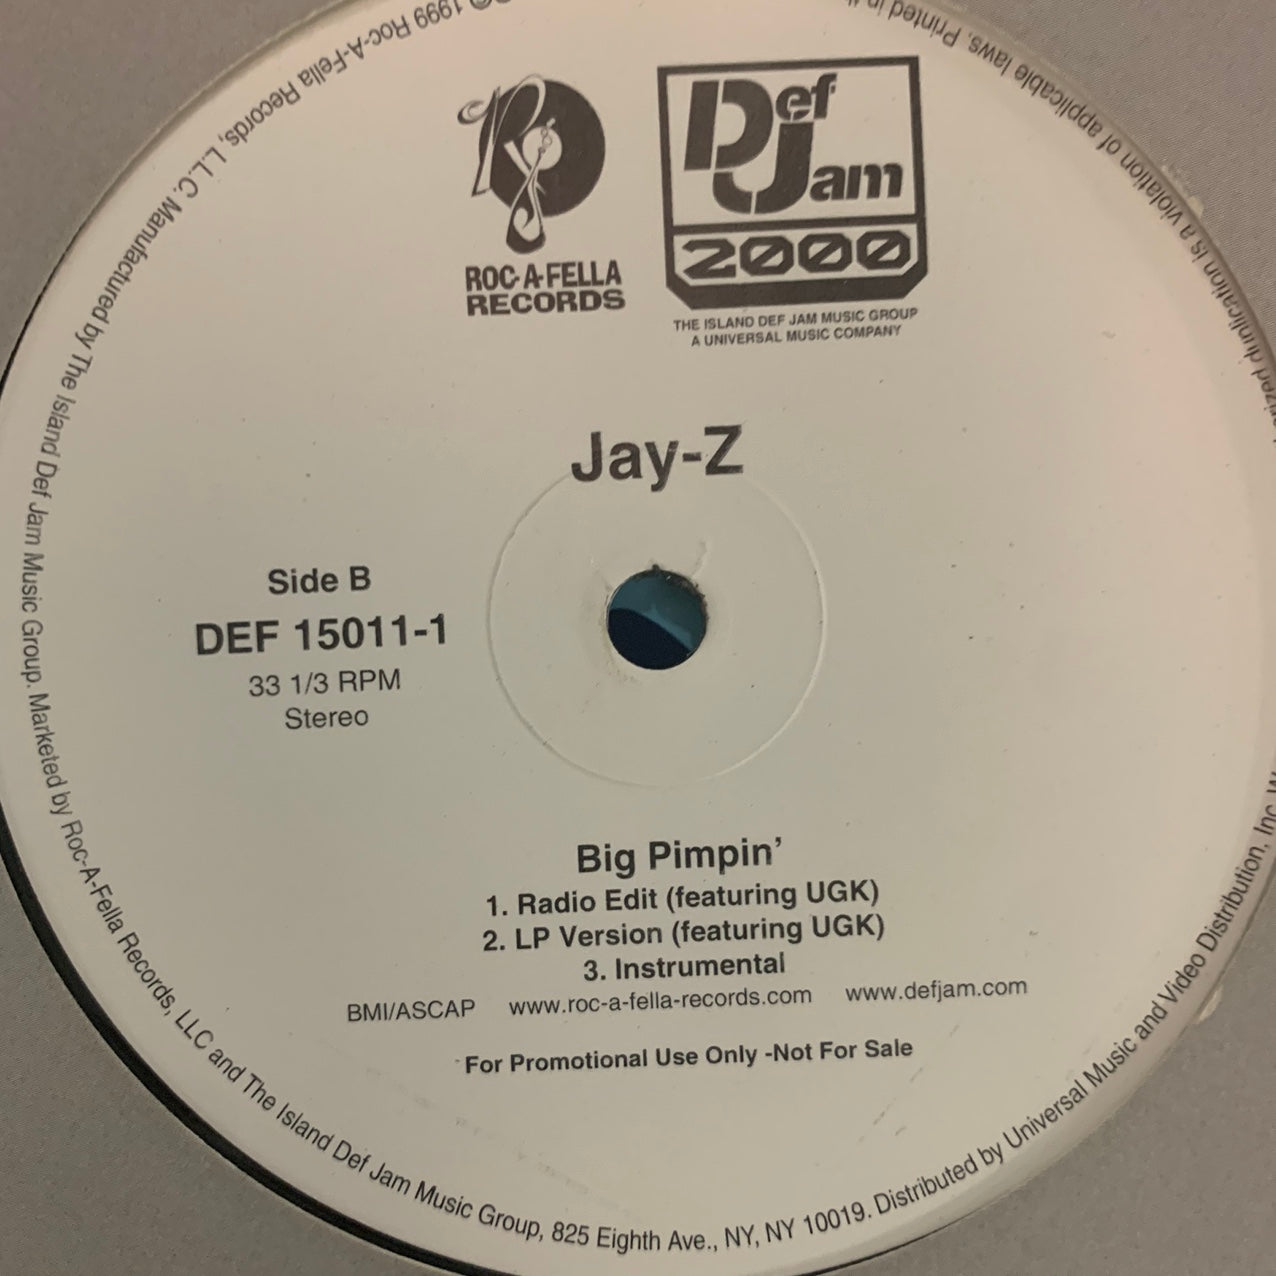 Def Jam
2000
ROC-A-FELLA
RECORDS
THE ISLAND DEF JAM MUSIC GROUP
A UNIVERSAL MUSIC COMPANY
Jay-Z
Side B
DEF 15011-1
33 1/3 RPM
Stereo
Big Pimpin’
1. Radio Edit (featuring UGK)
2. LP Version (featuring UGK)
3. Instrumental
BMI/ASCAP www.roc-a-fella-records.com www.defjam.com
For Promotional Use Only -Not For Sale
1999 Roc-A-Fella Records, L.L.C. Manufactured by The Island Def Jam Music Group. Marketed by Roc-A-Fella Records, LLC and The Island Def Jam Music Group, 825 Eighth Ave., NY, NY 10019. Distributed by Universal Music and Video Distribution, Inc.
duplication is a violation of applicable laws. Printed in